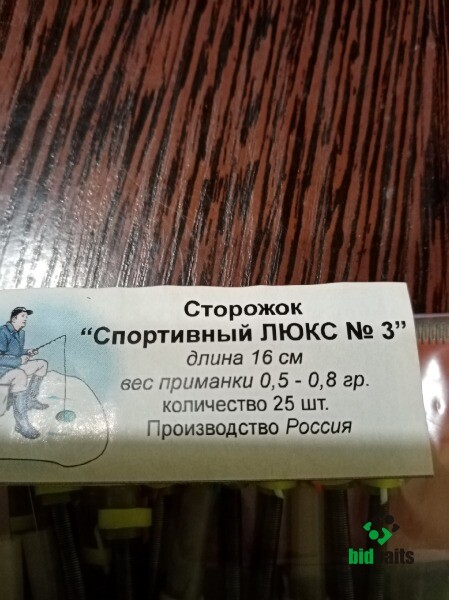 Сторожок
“Спортивный ЛЮКС № 3”
длина 16 см
вес приманки 0,5 - 0,8 гр.
количество 25 шт.
Производство Россия
bidbaits